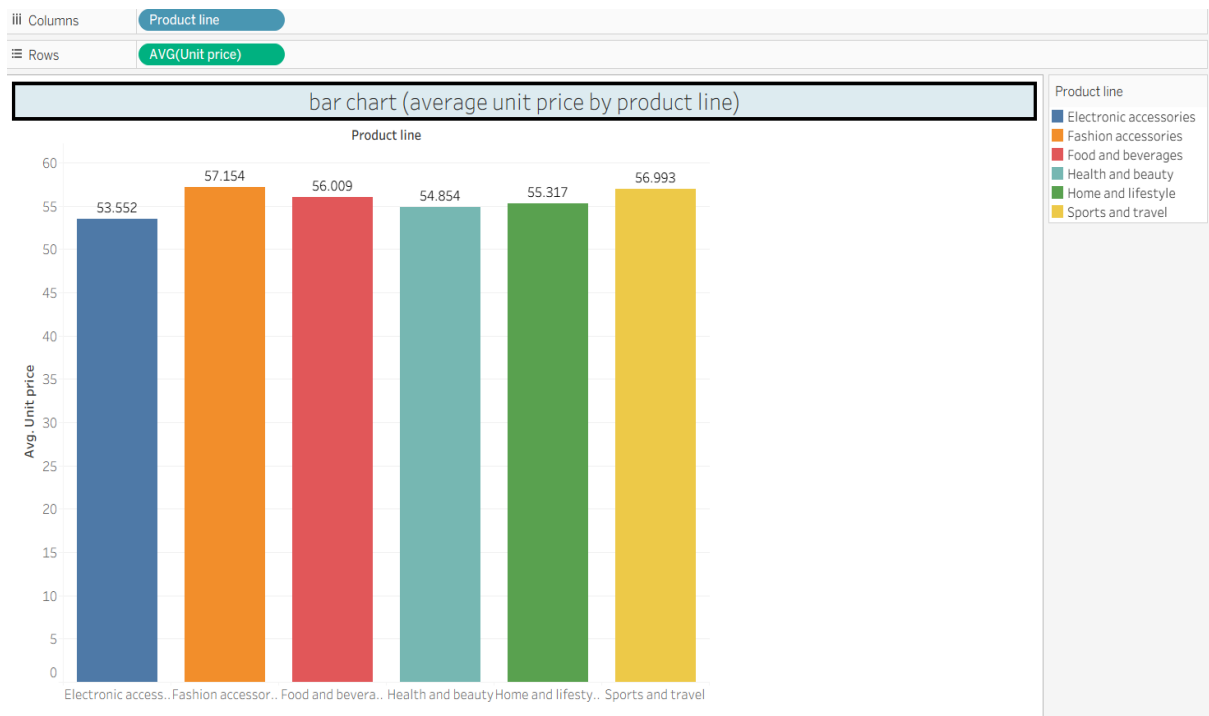 Columns
Product line
Rows
AVG(Unit price)
bar chart (average unit price by product line)
Product line
60
55
50
45
40
35
30
25
20
15
10
5
0
Avg. Unit price
53.552
57.154
56.009
54.854
55.317
56.993
Electronic access.. Fashion accessor.. Food and bevera.. Health and beauty Home and lifesty.. Sports and travel
Product line
Electronic accessories
Fashion accessories
Food and beverages
Health and beauty
Home and lifestyle
Sports and travel